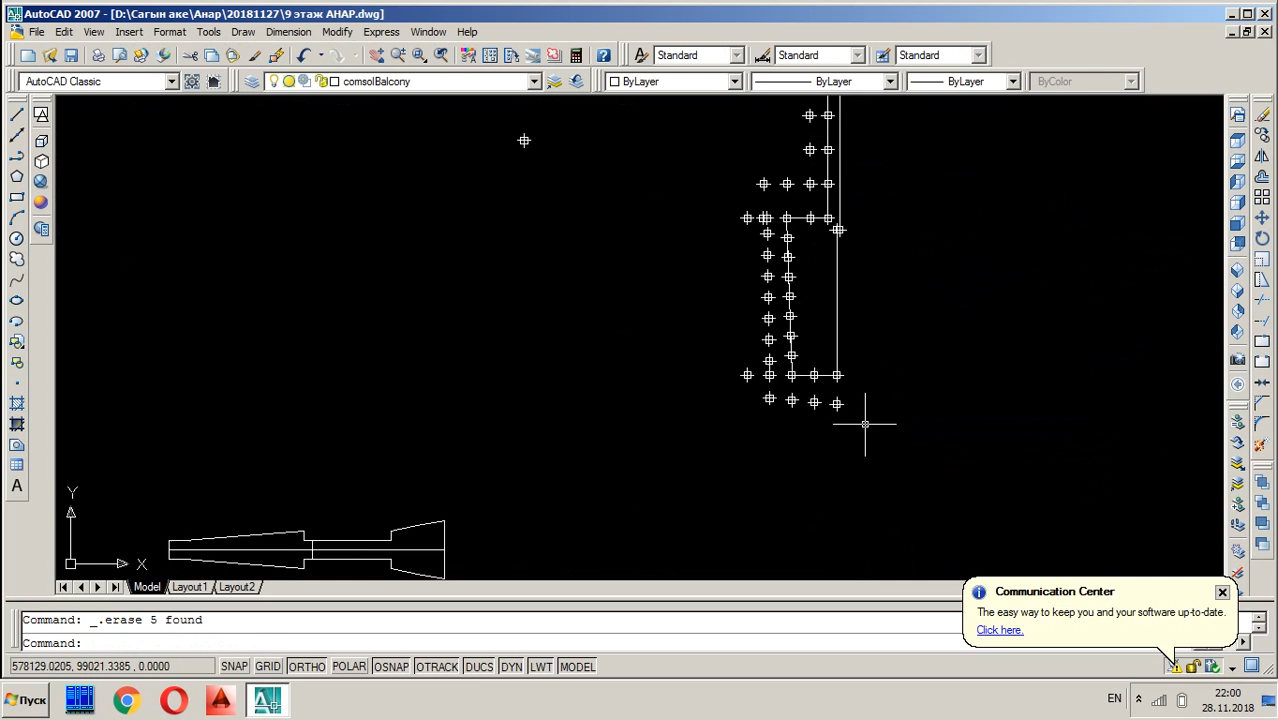 AutoCAD 2007 - [D:\Сагын аке\Анар\20181127\9 этаж АНАР.dwg]
File Edit View Insert Format Tools Draw Dimension Modify Express Window Help
Standard Standard Standard
AutoCAD Classic comsolBalcony ByLayer ByLayer ByLayer ByColor
A
Y
X
Model Layout1 Layout2
Communication Center
The easy way to keep you and your software up-to-date.
Click here.
Command: _.erase 5 found
Command:
578129.0205, 99021.3385 , 0.0000 SNAP GRID ORTHO POLAR OSNAP OTRACK DUCS DYN LWT MODEL
Пуск EN 22:00
28.11.2018